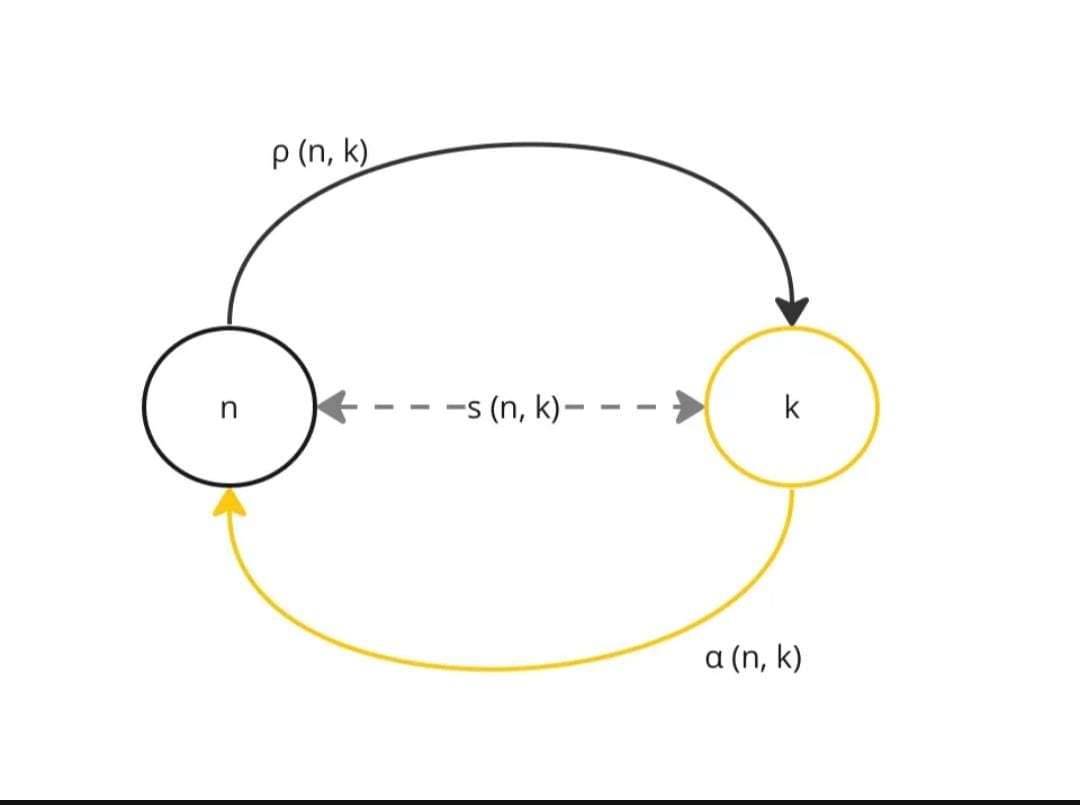 ρ (n, k)
n
s (n, k)
k
α (n, k)